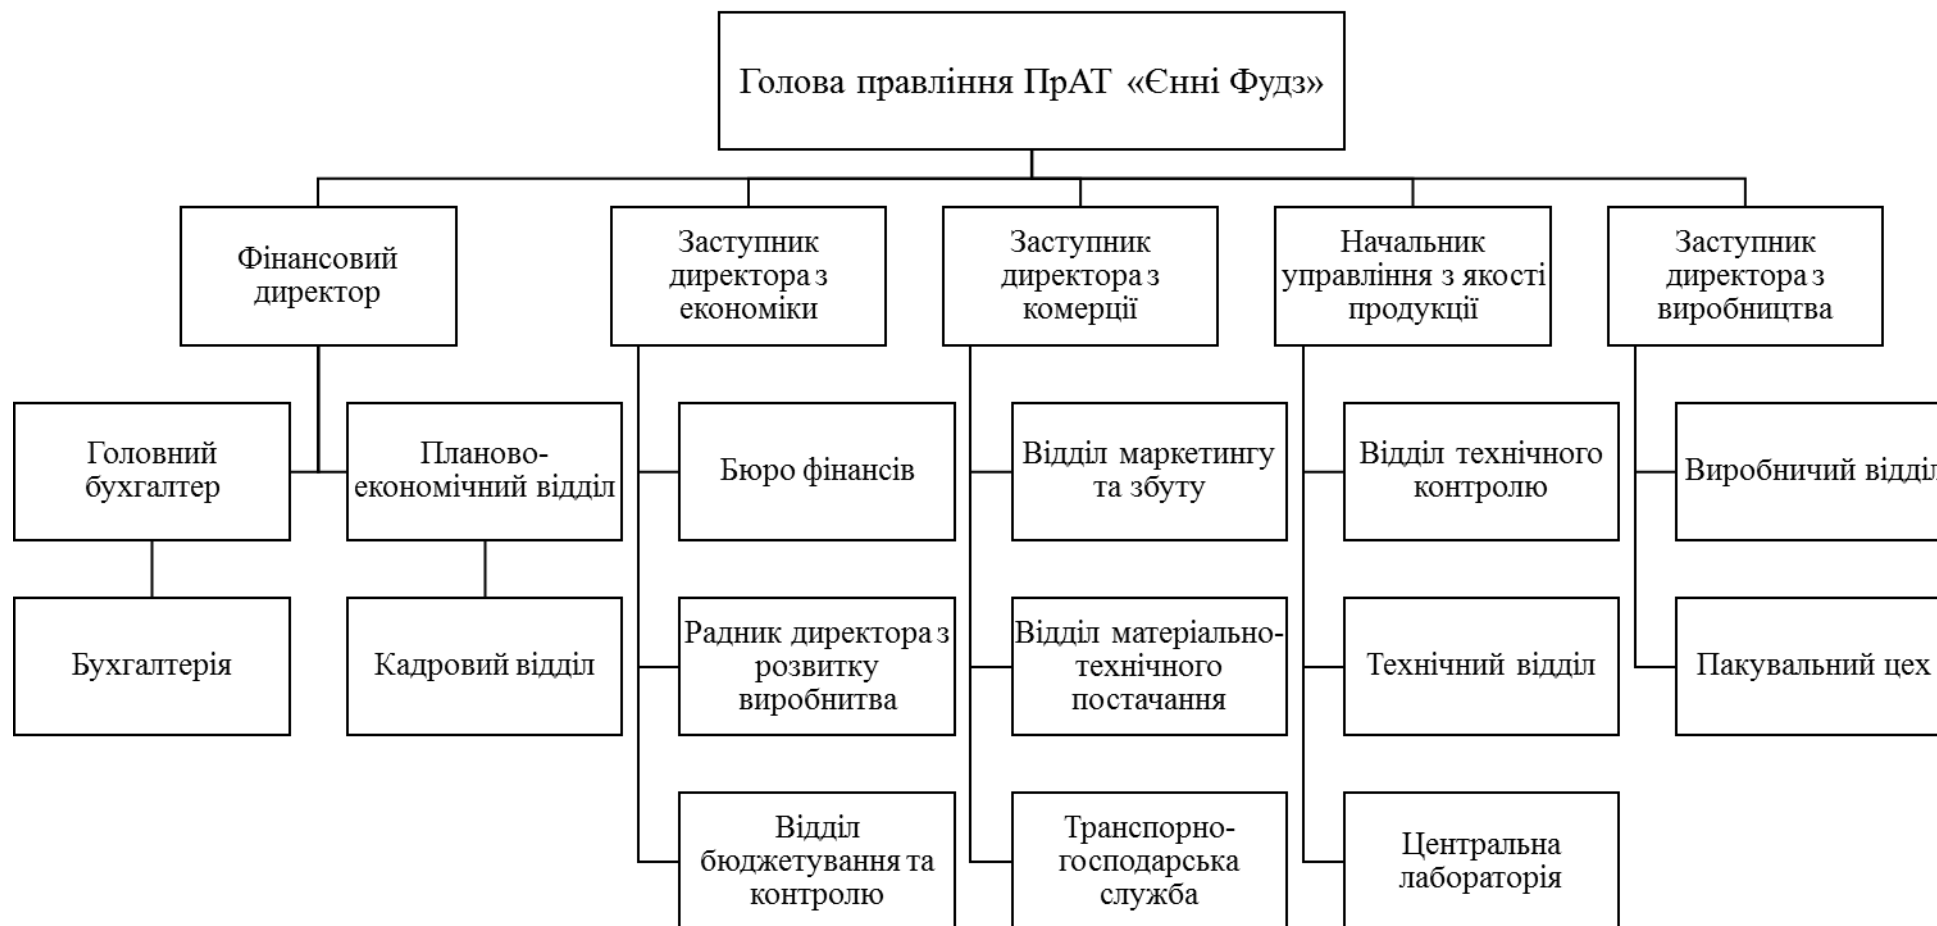 Голова правління ПрАТ «Єнні Фудз»
Фінансовий
директор
Заступник
директора з
економіки
Заступник
директора з
комерції
Начальник
управління з якості
продукції
Заступник
директора з
виробництва
Головний
бухгалтер
Планово-
економічний відділ
Бюро фінансів
Відділ маркетингу
та збуту
Відділ технічного
контролю
Виробничий відділ
Бухгалтерія
Кадровий відділ
Радник директора з
розвитку
виробнитва
Відділ матеріально-
технічного
постачання
Технічний відділ
Пакувальний цех
Відділ
бюджетування та
контролю
Транспорно-
господарська
служба
Центральна
лабораторія